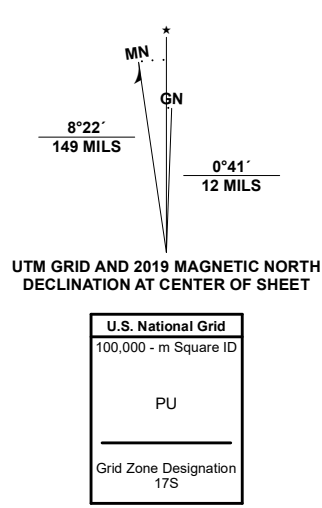 ★
MN
GN
8°22´
149 MILS
0°41´
12 MILS
UTM GRID AND 2019 MAGNETIC NORTH
DECLINATION AT CENTER OF SHEET
U.S. National Grid
100,000 - m Square ID
PU
Grid Zone Designation
17S